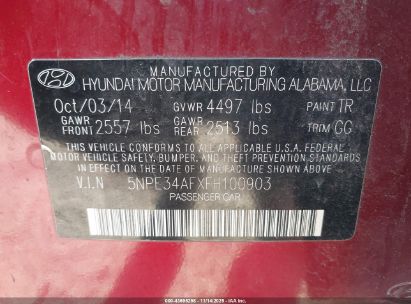 MANUFACTURED BY
HYUNDAI MOTOR MANUFACTURING ALABAMA, LLC
Oct/03/14 GVWR 4497 lbs PAINT TR
GAWR FRONT 2557 lbs GAWR REAR 2513 lbs TRIM GG
THIS VEHICLE CONFORMS TO ALL APPLICABLE U.S.A. FEDERAL
MOTOR VEHICLE SAFETY, BUMPER, AND THEFT PREVENTION
STANDARDS IN EFFECT ON THE DATE OF MANUFACTURE SHOWN ABOVE.
V.I.N 5NPE34AFXFH100903
PASSENGER CAR